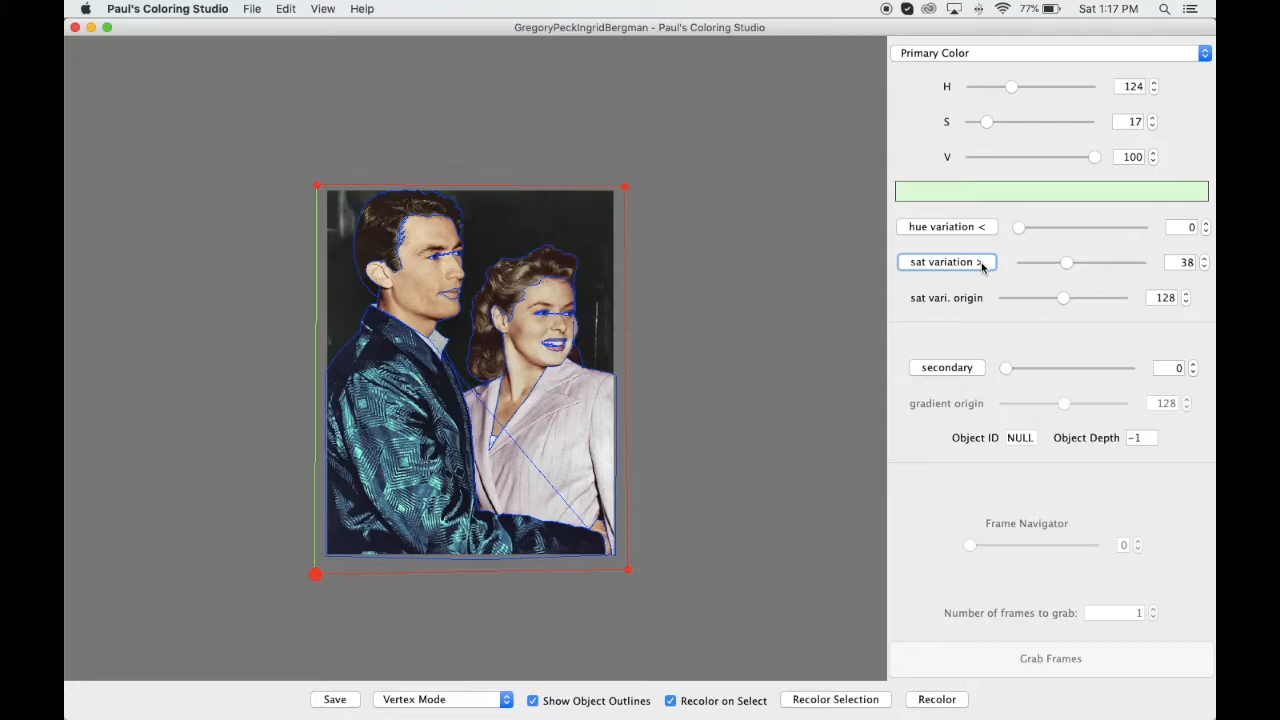 Paul's Coloring Studio File Edit View Help 77% Sat 1:17 PM
GregoryPeckIngridBergman - Paul's Coloring Studio
Primary Color
H 124
S 17
V 100
hue variation < 0
sat variation > 38
sat vari. origin 128
secondary 0
gradient origin 128
Object ID NULL Object Depth -1
Frame Navigator
0
Number of frames to grab: 1
Grab Frames
Save Vertex Mode Show Object Outlines Recolor on Select Recolor Selection Recolor